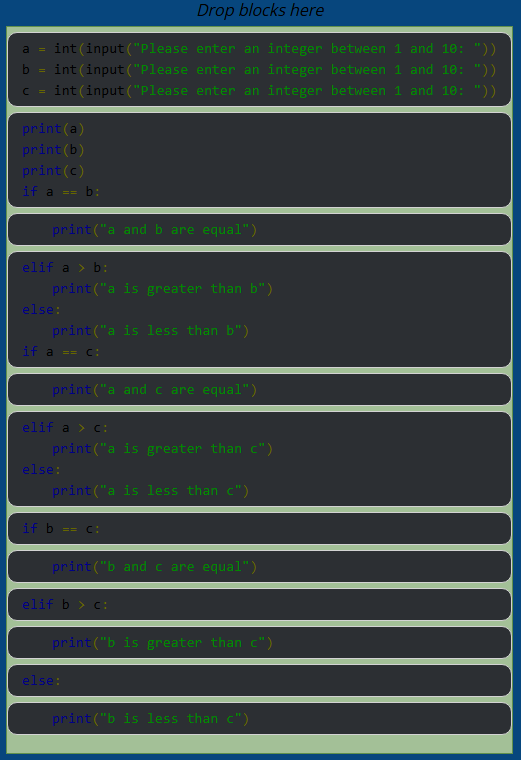 Drop blocks here
a = int(input("Please enter an integer between 1 and 10: "))
b = int(input("Please enter an integer between 1 and 10: "))
c = int(input("Please enter an integer between 1 and 10: "))
print(a)
print(b)
print(c)
if a == b:
    print("a and b are equal")
elif a > b:
    print("a is greater than b")
else:
    print("a is less than b")
if a == c:
    print("a and c are equal")
elif a > c:
    print("a is greater than c")
else:
    print("a is less than c")
if b == c:
    print("b and c are equal")
elif b > c:
    print("b is greater than c")
else:
    print("b is less than c")